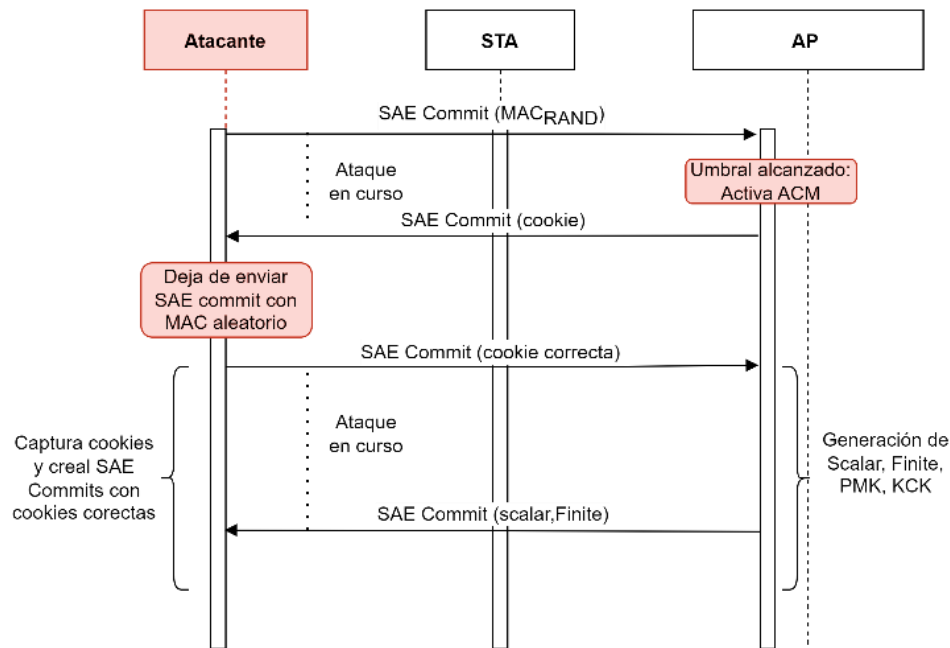 Atacante
STA
AP
SAE Commit (MAC_RAND)
Ataque
en curso
Umbral alcanzado:
Activa ACM
SAE Commit (cookie)
Deja de enviar
SAE commit con
MAC aleatorio
SAE Commit (cookie correcta)
Ataque
en curso
Captura cookies
y creal SAE
Commits con
cookies corectas
Generación de
Scalar, Finite,
PMK, KCK
SAE Commit (scalar,Finite)